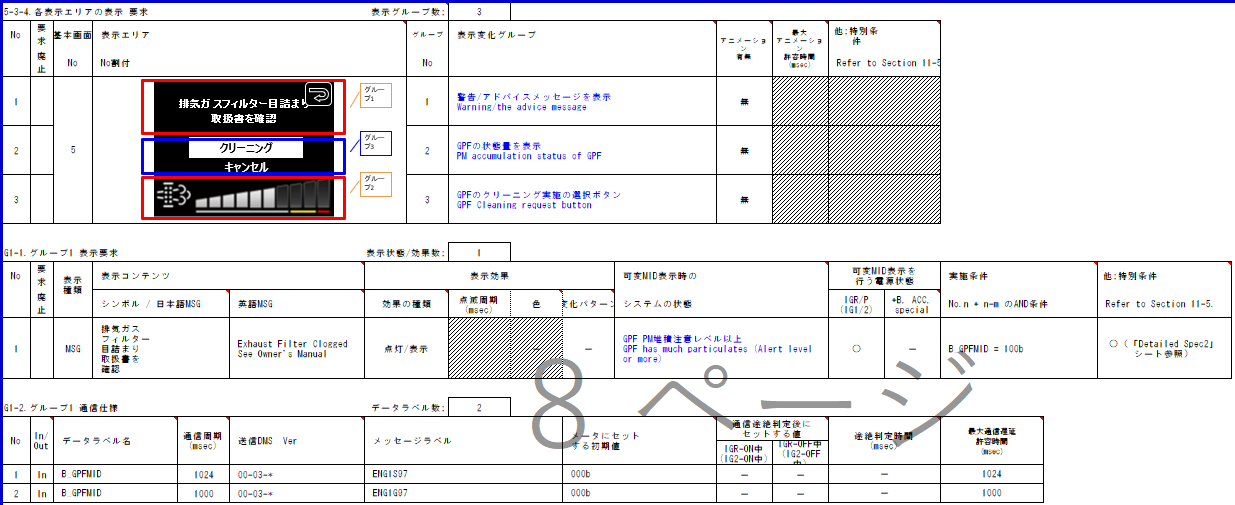 5-3-4.各表示エリアの表示 要求 表示グループ数: 3
No 要求廃止 基本画面No 表示エリア No割付 グループNo 表示変化グループ アニメーション有無 最大アニメーション許容時間(msec) 他:特別条件 Refer to Section II-5
排気ガスフィルター目詰まり
取扱書を確認
クリーニング
キャンセル
グループ1
グループ3
グループ2
1 5 1 警告/アドバイスメッセージを表示 無
Warning/the advice message
2 2 GPFの状態量を表示 無
PM accumulation status of GPF
3 3 GPFのクリーニング実施の選択ボタン 無
GPF Cleaning request button
G1-1.グループ1 表示要求 表示状態/効果数: 1
No 要求廃止 表示種類 表示コンテンツ 表示効果 可変MID表示時の システムの状態 可変MID表示を行う電源状態 実施条件 他:特別条件
シンボル / 日本語MSG 英語MSG 効果の種類 点滅周期(msec) 色 変化パターン IGR/P (IG1/2) +B, ACC, special No.n * n-m のAND条件 Refer to Section II-5.
1 MSG 排気ガス
フィルター
目詰まり
取扱書を
確認
Exhaust Filter Clogged
See Owner's Manual
点灯/表示 － － GPF PM堆積注意レベル以上
GPF has much particulates (Alert level
or more)
○ － B_GPFMID = 100b ○ (「Detailed Spec2」
シート参照)
8 ページ
G1-2.グループ1 通信仕様 データラベル数: 2
No In/Out データラベル名 通信周期(msec) 送信DMS Ver メッセージラベル メータにセットする初期値 通信途絶判定後にセットする値 途絶判定時間(msec) 最大通信遅延許容時間(msec)
IGR-ON中(IG2-ON中) IGR-OFF中(IG2-OFF中)
1 In B_GPFMID 1024 00-03-* ENG1S97 000b － － － 1024
2 In B_GPFMID 1000 00-03-* ENG1G97 000b － － － 1000